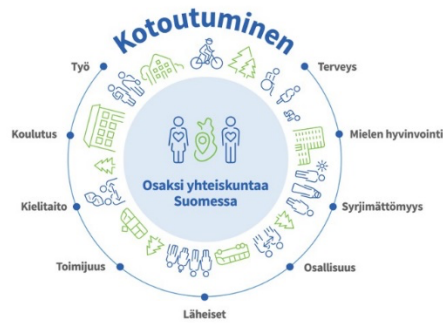 Kotoutuminen
Työ
Terveys
Koulutus
Mielen hyvinvointi
Osaksi yhteiskuntaa
Suomessa
Kielitaito
Syrjimättömyys
Toimijuus
Osallisuus
Läheiset